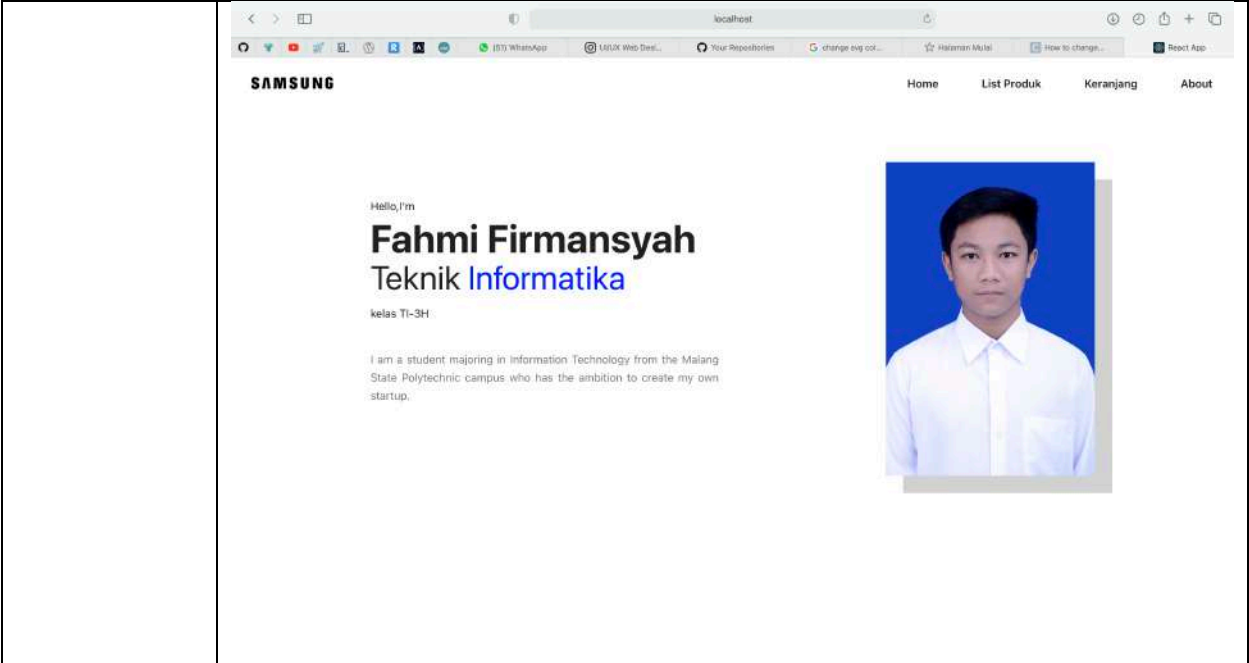 localhost
(51) WhatsApp
UI/UX Web Desi...
Your Repositories
change svg col...
Halaman Mulai
How to change...
React App
SAMSUNG
Home
List Produk
Keranjang
About
Hello,I'm
Fahmi Firmansyah
Teknik Informatika
kelas TI-3H
I am a student majoring in Information Technology from the Malang
State Polytechnic campus who has the ambition to create my own
startup.